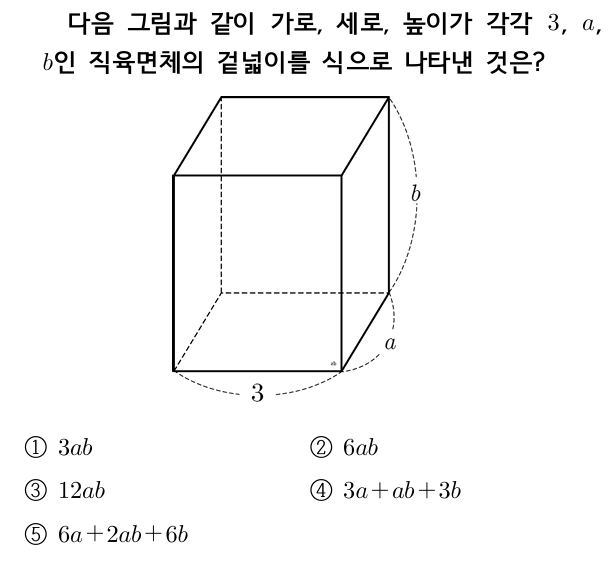 다음 그림과 같이 가로, 세로, 높이가 각각 3, a,
b인 직육면체의 겉넓이를 식으로 나타낸 것은?
b
a
3
① 3ab
② 6ab
③ 12ab
④ 3a+ab+3b
⑤ 6a+2ab+6b